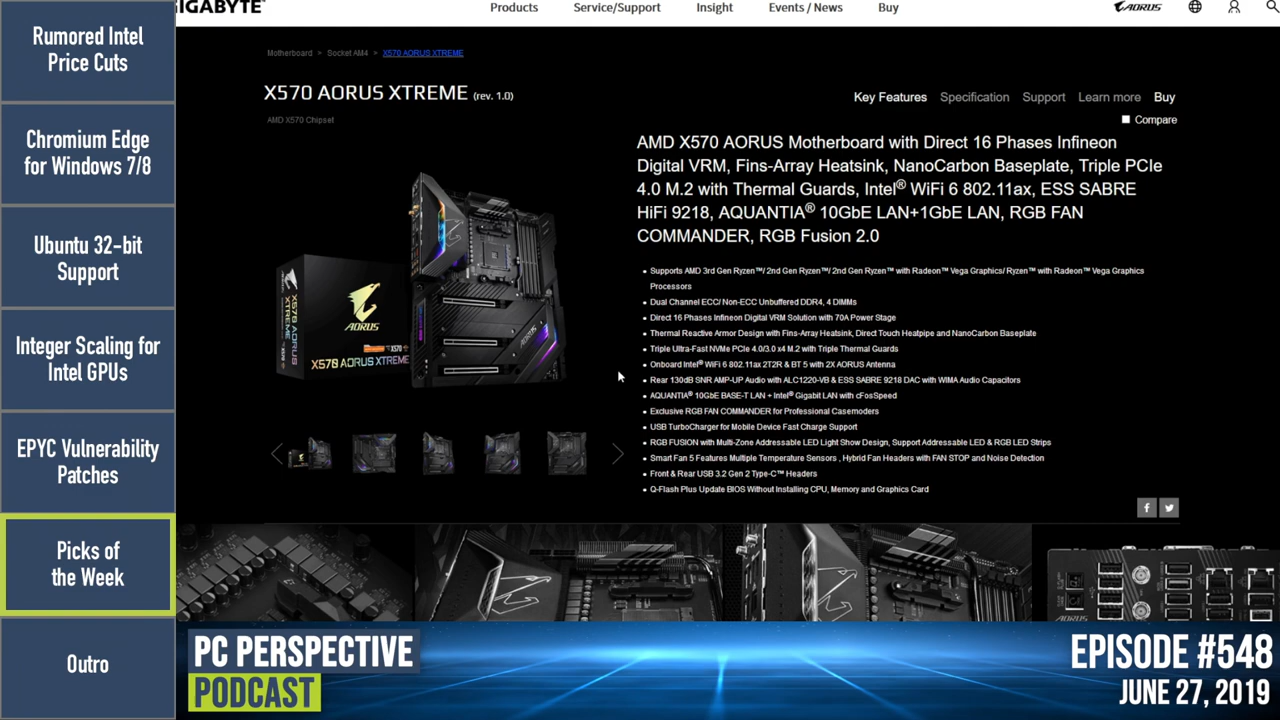 Rumored Intel
Price Cuts
Chromium Edge
for Windows 7/8
Ubuntu 32-bit
Support
Integer Scaling for
Intel GPUs
EPYC Vulnerability
Patches
Picks of
the Week
Outro
GIGABYTE
Products Service/Support Insight Events / News Buy
AORUS
Motherboard > Socket AM4 > X570 AORUS XTREME
X570 AORUS XTREME (rev. 1.0)
AMD X570 Chipset
Key Features Specification Support Learn more Buy
Compare
AMD X570 AORUS Motherboard with Direct 16 Phases Infineon
Digital VRM, Fins-Array Heatsink, NanoCarbon Baseplate, Triple PCIe
4.0 M.2 with Thermal Guards, Intel® WiFi 6 802.11ax, ESS SABRE
HiFi 9218, AQUANTIA® 10GbE LAN+1GbE LAN, RGB FAN
COMMANDER, RGB Fusion 2.0
Supports AMD 3rd Gen Ryzen™/ 2nd Gen Ryzen™/ 2nd Gen Ryzen™ with Radeon™ Vega Graphics/ Ryzen™ with Radeon™ Vega Graphics
Processors
Dual Channel ECC/ Non-ECC Unbuffered DDR4, 4 DIMMs
Direct 16 Phases Infineon Digital VRM Solution with 70A Power Stage
Thermal Reactive Armor Design with Fins-Array Heatsink, Direct Touch Heatpipe and NanoCarbon Baseplate
Triple Ultra-Fast NVMe PCIe 4.0/3.0 x4 M.2 with Triple Thermal Guards
Onboard Intel® WiFi 6 802.11ax 2T2R & BT 5 with 2X AORUS Antenna
Rear 130dB SNR AMP-UP Audio with ALC1220-VB & ESS SABRE 9218 DAC with WIMA Audio Capacitors
AQUANTIA® 10GbE BASE-T LAN + Intel® Gigabit LAN with cFosSpeed
Exclusive RGB FAN COMMANDER for Professional Casemoders
USB TurboCharger for Mobile Device Fast Charge Support
RGB FUSION with Multi-Zone Addressable LED Light Show Design, Support Addressable LED & RGB LED Strips
Smart Fan 5 Features Multiple Temperature Sensors , Hybrid Fan Headers with FAN STOP and Noise Detection
Front & Rear USB 3.2 Gen 2 Type-C™ Headers
Q-Flash Plus Update BIOS Without Installing CPU, Memory and Graphics Card
X570 AORUS
XTREME
AORUS
X570
X570 AORUS XTREME
AORUS
PC PERSPECTIVE
PODCAST
EPISODE #548
JUNE 27, 2019